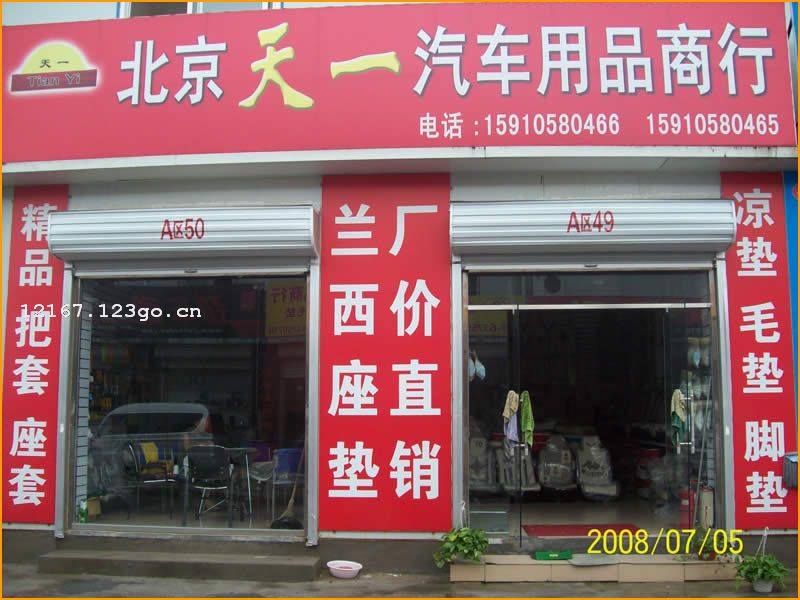 天一
Tian Yi
北京天一汽车用品商行
电话:15910580466 15910580465
精品 把套 座套
A区50
兰西座垫
厂价直销
A区49
凉垫 毛垫 脚垫
12167.123go.cn
2008/07/05